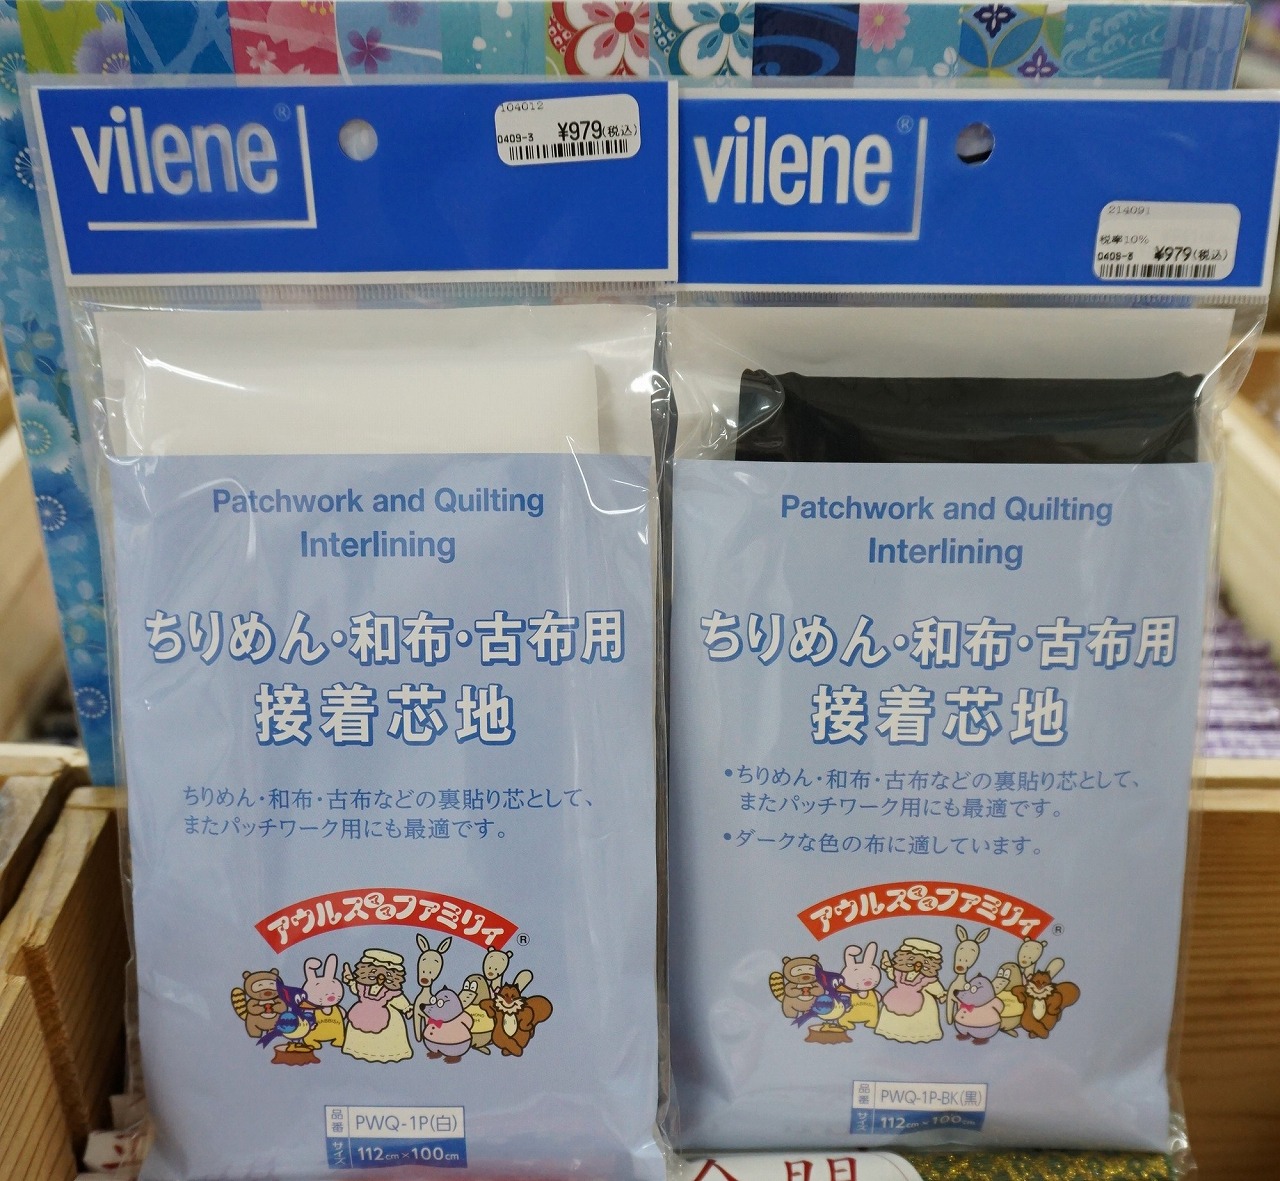 vilene®
104012
0409-3 ¥979(税込)
Patchwork and Quilting
Interlining
ちりめん・和布・古布用
接着芯地
ちりめん・和布・古布などの裏貼り芯として、
またパッチワーク用にも最適です。
アウルスママ&ファミリィ®
品番 PWQ-1P(白)
サイズ 112cm×100cm
vilene®
214091
税率10%
0409-3 ¥979(税込)
Patchwork and Quilting
Interlining
ちりめん・和布・古布用
接着芯地
•ちりめん・和布・古布などの裏貼り芯として、
またパッチワーク用にも最適です。
•ダークな色の布に適しています。
アウルスママ&ファミリィ®
品番 PWQ-1P-BK(黒)
サイズ 112cm×100cm